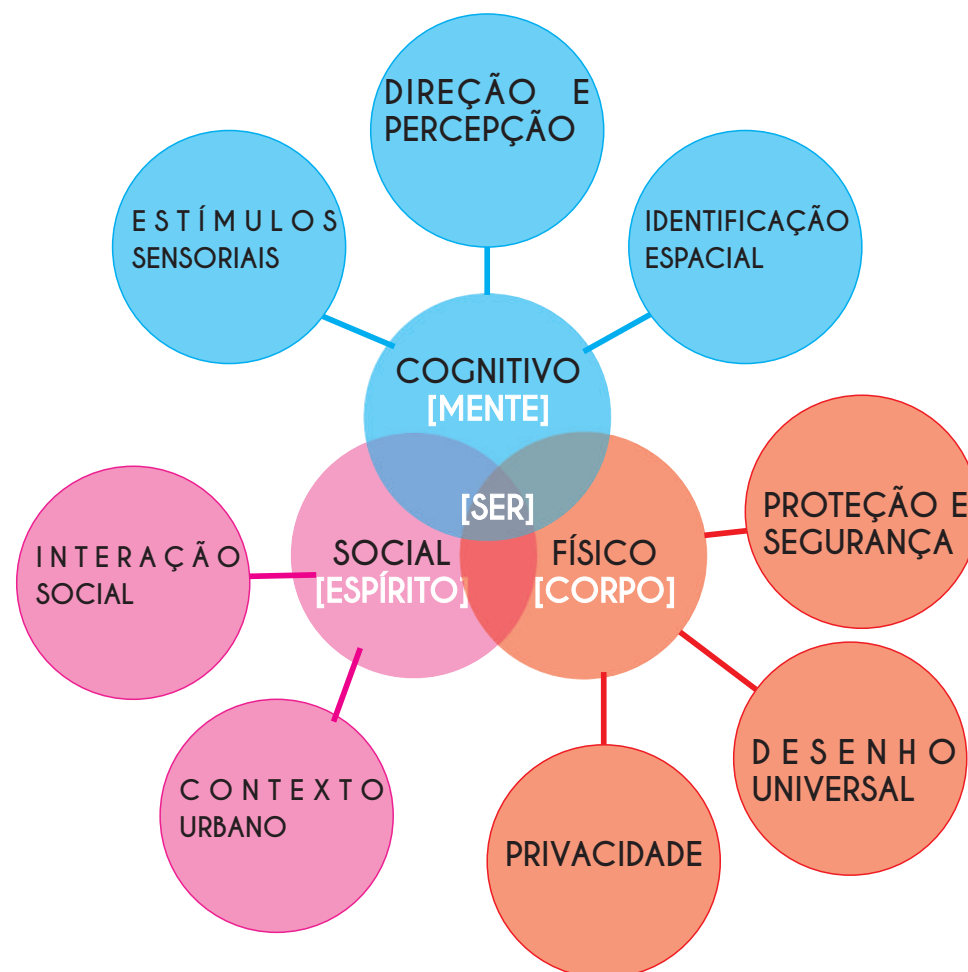 DIREÇÃO E
PERCEPÇÃO
ESTÍMULOS
SENSORIAIS
IDENTIFICAÇÃO
ESPACIAL
COGNITIVO
[MENTE]
[SER]
SOCIAL
[ESPÍRITO]
FÍSICO
[CORPO]
PROTEÇÃO E
SEGURANÇA
INTERAÇÃO
SOCIAL
DESENHO
UNIVERSAL
CONTEXTO
URBANO
PRIVACIDADE